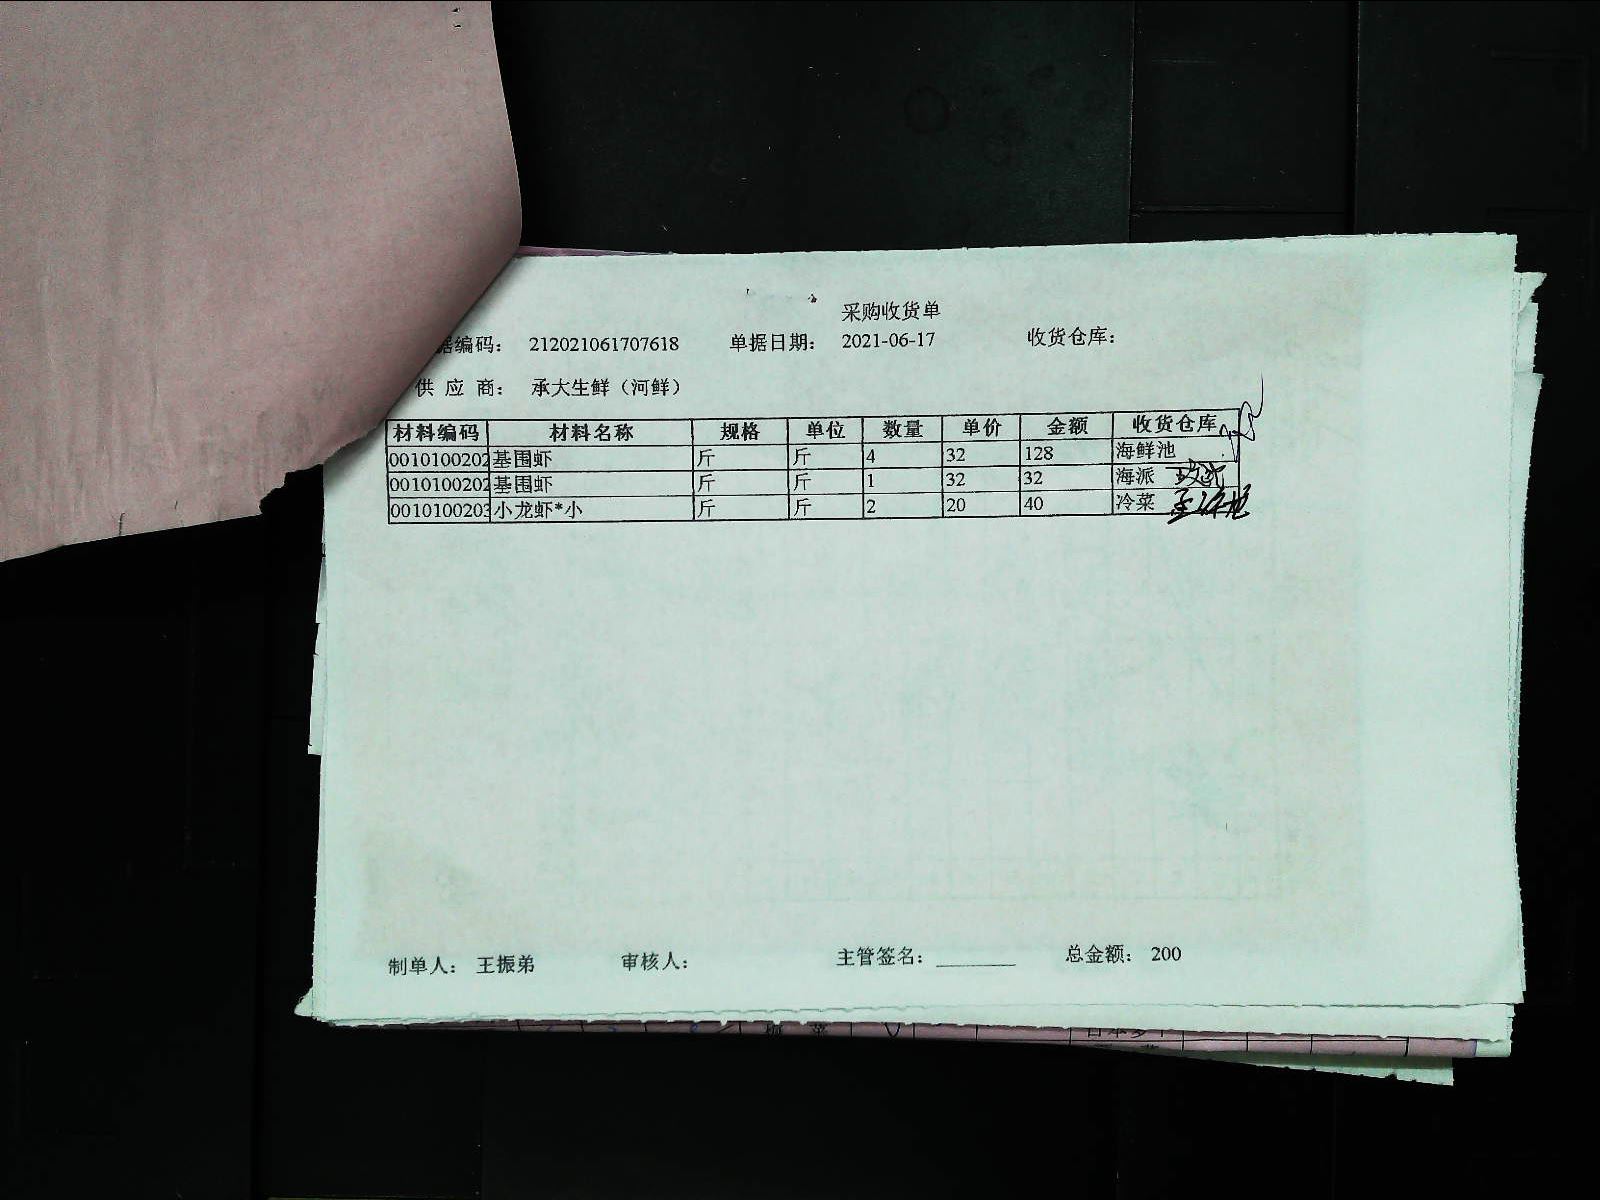 采购收货单
据编码： 212021061707618 单据日期： 2021-06-17 收货仓库：
供 应 商： 承大生鲜（河鲜）
材料编码 材料名称 规格 单位 数量 单价 金额 收货仓库
0010100202 基围虾 斤 斤 4 32 128 海鲜池
0010100202 基围虾 斤 斤 1 32 32 海派
0010100203 小龙虾*小 斤 斤 2 20 40 冷菜
制单人： 王振弟 审核人： 主管签名： ________ 总金额： 200